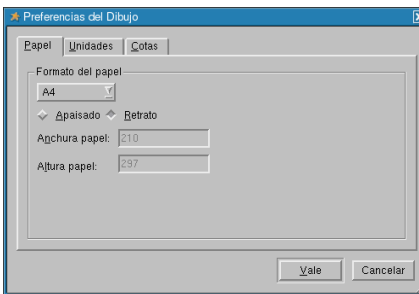 Preferencias del Dibujo
Papel Unidades Cotas
Formato del papel
A4
Apaisado Retrato
Anchura papel: 210
Altura papel: 297
Vale Cancelar